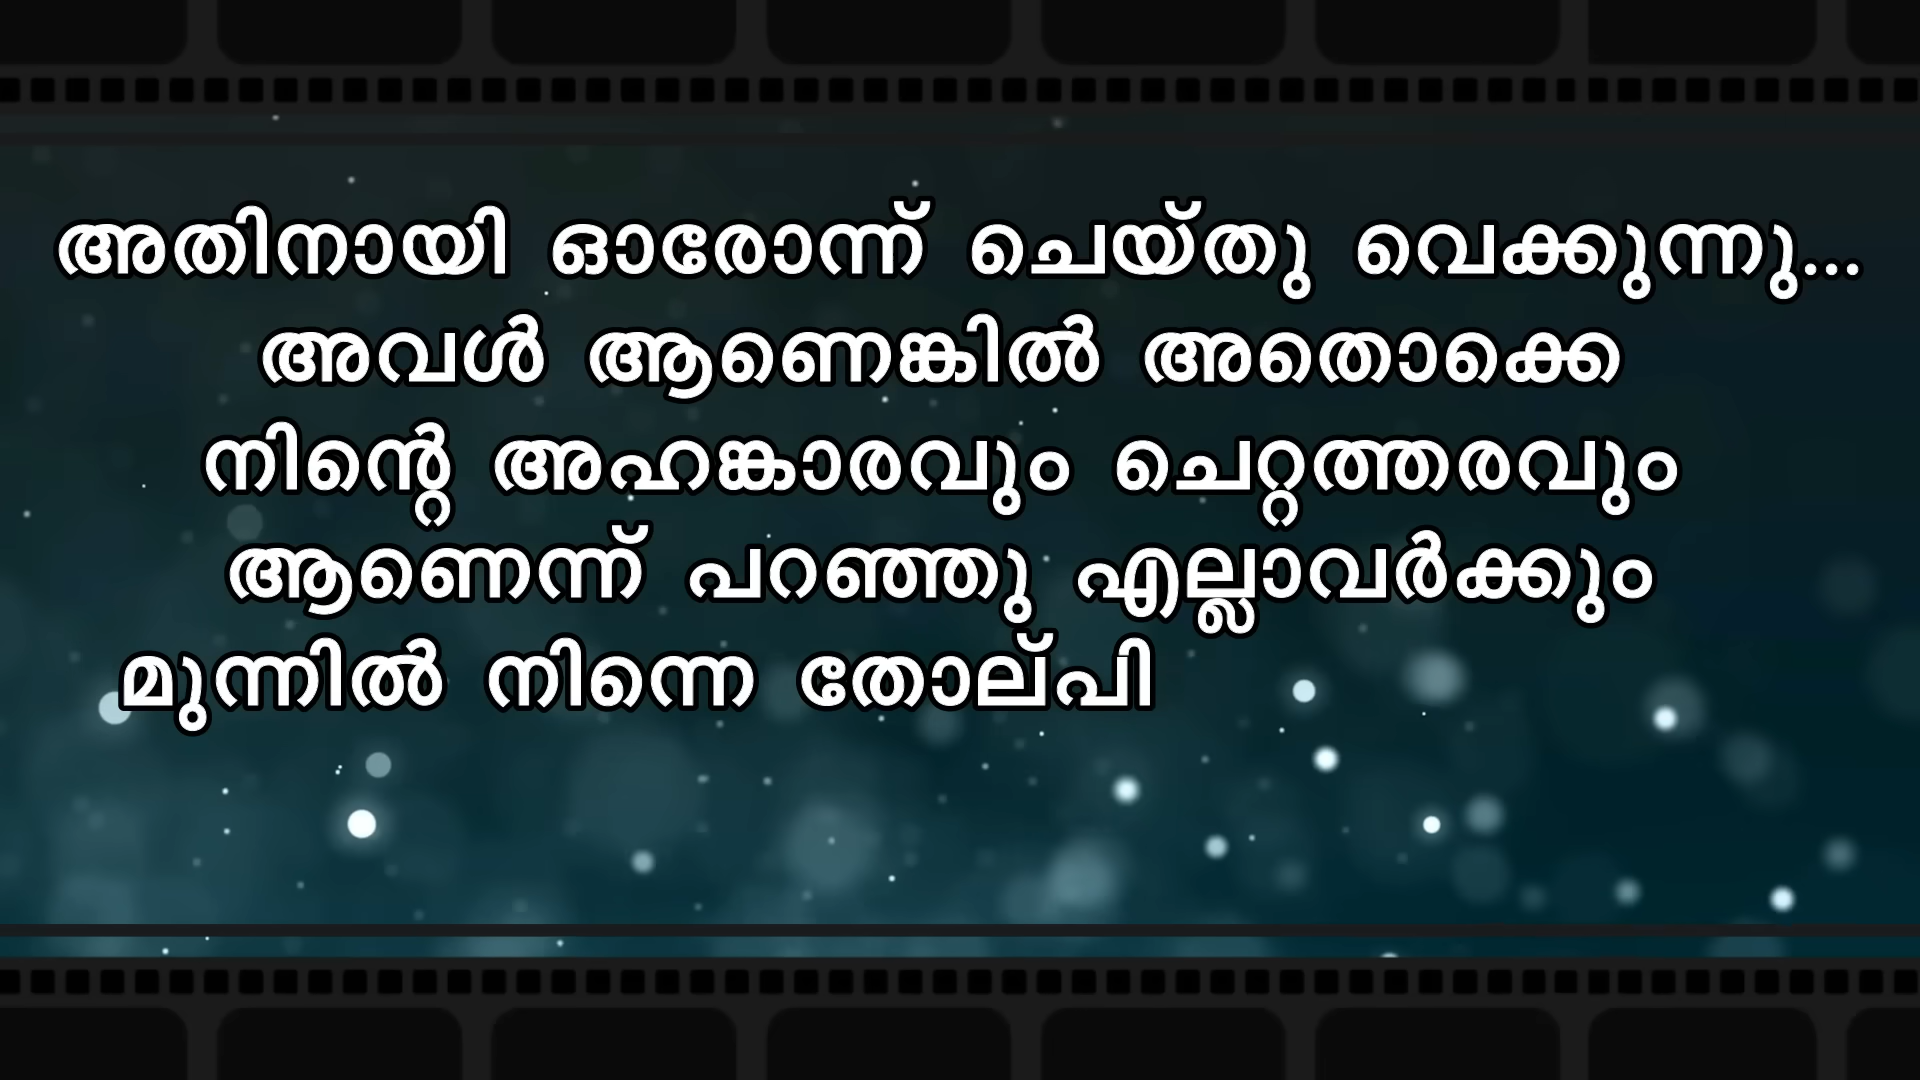 അതിനായി ഓരോന്ന് ചെയ്തു വെക്കുന്നു...
അവൾ ആണെങ്കിൽ അതൊക്കെ
നിന്റെ അഹങ്കാരവും ചെറ്റത്തരവും
ആണെന്ന് പറഞ്ഞു എല്ലാവർക്കും
മുന്നിൽ നിന്നെ തോല്പി